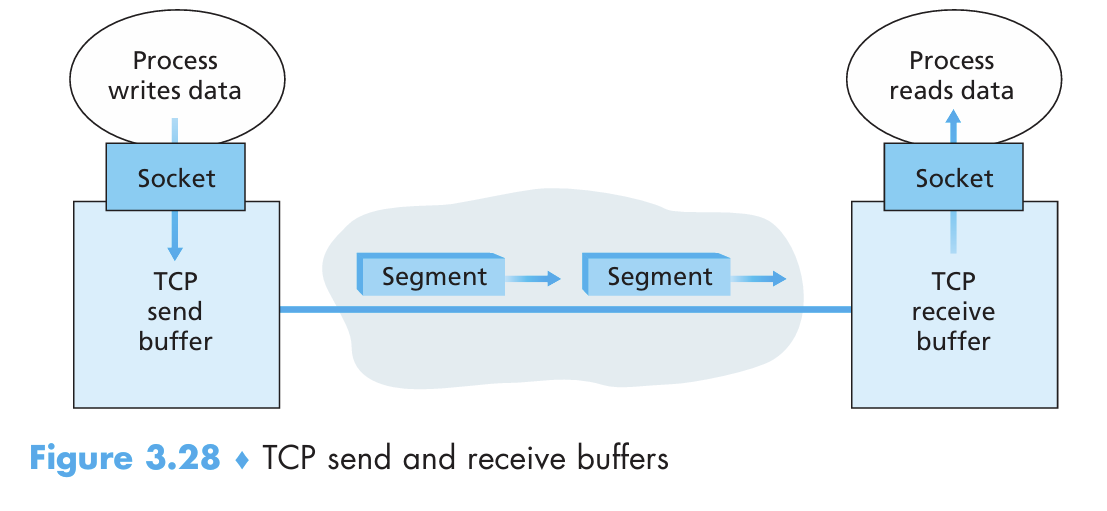 Process
writes data
Process
reads data
Socket
Socket
Segment
Segment
TCP
send
buffer
TCP
receive
buffer
Figure 3.28 ♦ TCP send and receive buffers